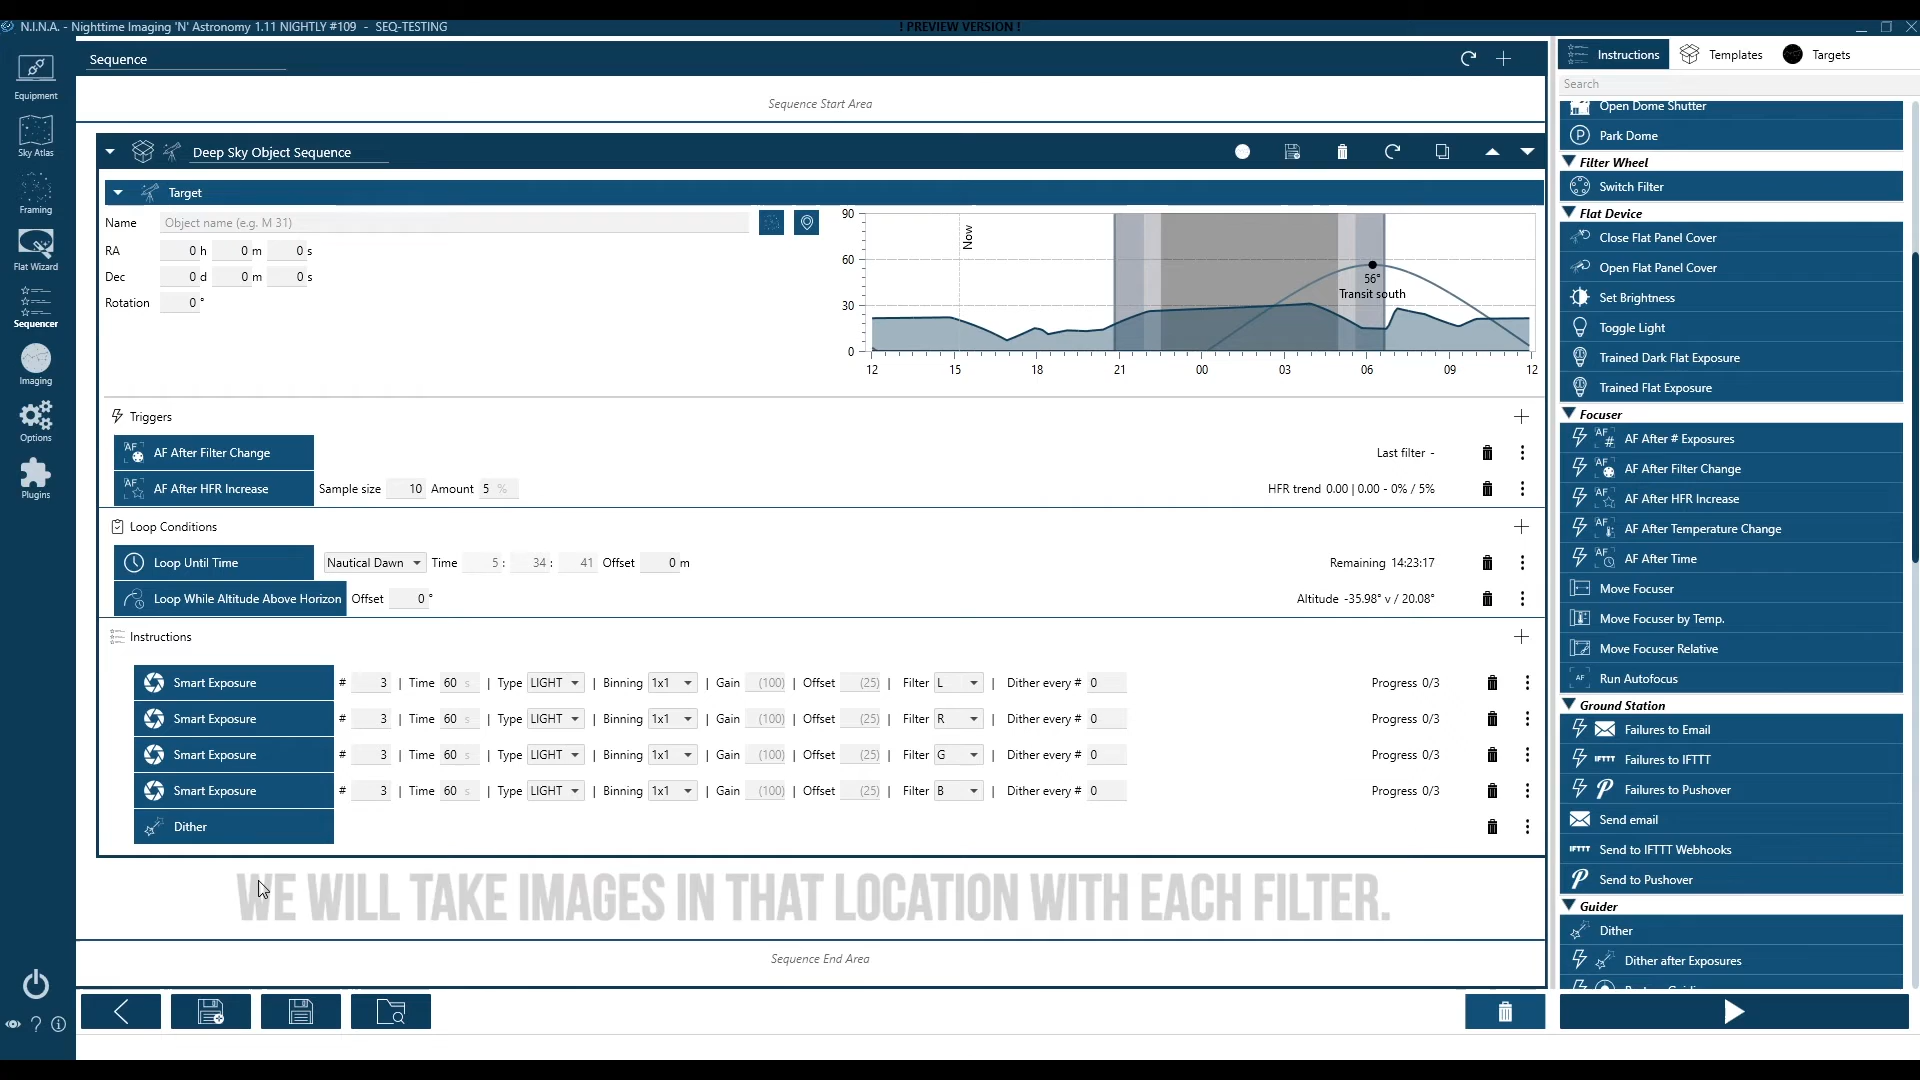 N.I.N.A. - Nighttime Imaging 'N' Astronomy 1.11 NIGHTLY #109 - SEQ-TESTING
! PREVIEW VERSION !
Equipment
Sky Atlas
Framing
Flat Wizard
Sequencer
Imaging
Options
Plugins
Sequence
Sequence Start Area
Deep Sky Object Sequence
Target
Name Object name (e.g. M 31)
RA 0 h 0 m 0 s
Dec 0 d 0 m 0 s
Rotation 0 °
90
60
30
0
Now
56°
Transit south
12 15 18 21 00 03 06 09 12
Triggers
AF After Filter Change Last filter -
AF After HFR Increase Sample size 10 Amount 5 % HFR trend 0.00 | 0.00 - 0% / 5%
Loop Conditions
Loop Until Time Nautical Dawn Time 5 : 34 : 41 Offset 0 m Remaining 14:23:17
Loop While Altitude Above Horizon Offset 0 ° Altitude -35.98° v / 20.08°
Instructions
Smart Exposure # 3 | Time 60 s | Type LIGHT | Binning 1x1 | Gain (100) | Offset (25) | Filter L | Dither every # 0 Progress 0/3
Smart Exposure # 3 | Time 60 s | Type LIGHT | Binning 1x1 | Gain (100) | Offset (25) | Filter R | Dither every # 0 Progress 0/3
Smart Exposure # 3 | Time 60 s | Type LIGHT | Binning 1x1 | Gain (100) | Offset (25) | Filter G | Dither every # 0 Progress 0/3
Smart Exposure # 3 | Time 60 s | Type LIGHT | Binning 1x1 | Gain (100) | Offset (25) | Filter B | Dither every # 0 Progress 0/3
Dither
WE WILL TAKE IMAGES IN THAT LOCATION WITH EACH FILTER.
Sequence End Area
Instructions Templates Targets
Search
Open Dome Shutter
Park Dome
Filter Wheel
Switch Filter
Flat Device
Close Flat Panel Cover
Open Flat Panel Cover
Set Brightness
Toggle Light
Trained Dark Flat Exposure
Trained Flat Exposure
Focuser
AF After # Exposures
AF After Filter Change
AF After HFR Increase
AF After Temperature Change
AF After Time
Move Focuser
Move Focuser by Temp.
Move Focuser Relative
Run Autofocus
Ground Station
Failures to Email
Failures to IFTTT
Failures to Pushover
Send email
Send to IFTTT Webhooks
Send to Pushover
Guider
Dither
Dither after Exposures